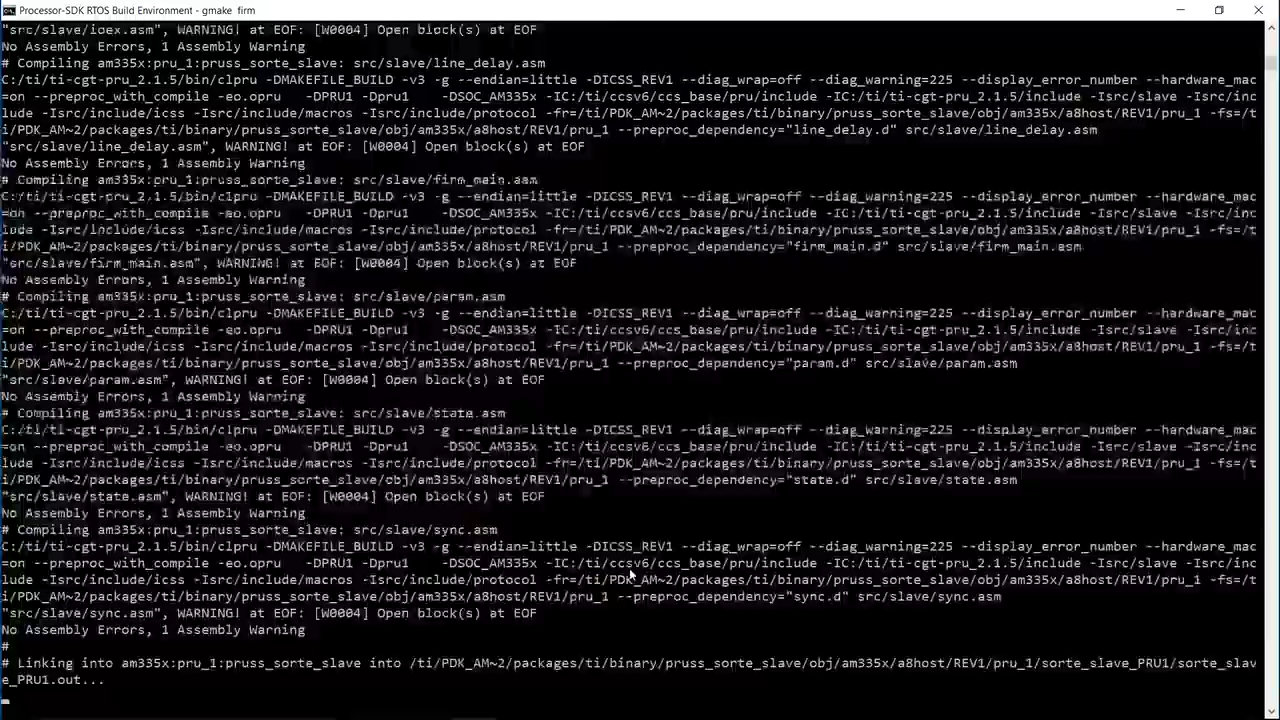 Processor-SDK RTOS Build Environment - gmake firm
"src/slave/ioex.asm", WARNING! at EOF: [W0004] Open block(s) at EOF
No Assembly Errors, 1 Assembly Warning
# Compiling am335x:pru_1:pruss_sorte_slave: src/slave/line_delay.asm
C:/ti/ti-cgt-pru_2.1.5/bin/clpru -DMAKEFILE_BUILD -v3 -g --endian=little -DICSS_REV1 --diag_wrap=off --diag_warning=225 --display_error_number --hardware_mac
=on --preproc_with_compile -eo.opru  -DPRU1 -Dpru1    -DSOC_AM335x -IC:/ti/ccsv6/ccs_base/pru/include -IC:/ti/ti-cgt-pru_2.1.5/include -Isrc/slave -Isrc/inc
lude -Isrc/include/icss -Isrc/include/macros -Isrc/include/protocol -fr=/ti/PDK_AM~2/packages/ti/binary/pruss_sorte_slave/obj/am335x/a8host/REV1/pru_1 -fs=/t
i/PDK_AM~2/packages/ti/binary/pruss_sorte_slave/obj/am335x/a8host/REV1/pru_1 --preproc_dependency="line_delay.d" src/slave/line_delay.asm
"src/slave/line_delay.asm", WARNING! at EOF: [W0004] Open block(s) at EOF
No Assembly Errors, 1 Assembly Warning
# Compiling am335x:pru_1:pruss_sorte_slave: src/slave/firm_main.asm
C:/ti/ti-cgt-pru_2.1.5/bin/clpru -DMAKEFILE_BUILD -v3 -g --endian=little -DICSS_REV1 --diag_wrap=off --diag_warning=225 --display_error_number --hardware_mac
=on --preproc_with_compile -eo.opru  -DPRU1 -Dpru1    -DSOC_AM335x -IC:/ti/ccsv6/ccs_base/pru/include -IC:/ti/ti-cgt-pru_2.1.5/include -Isrc/slave -Isrc/inc
lude -Isrc/include/icss -Isrc/include/macros -Isrc/include/protocol -fr=/ti/PDK_AM~2/packages/ti/binary/pruss_sorte_slave/obj/am335x/a8host/REV1/pru_1 -fs=/t
i/PDK_AM~2/packages/ti/binary/pruss_sorte_slave/obj/am335x/a8host/REV1/pru_1 --preproc_dependency="firm_main.d" src/slave/firm_main.asm
"src/slave/firm_main.asm", WARNING! at EOF: [W0004] Open block(s) at EOF
No Assembly Errors, 1 Assembly Warning
# Compiling am335x:pru_1:pruss_sorte_slave: src/slave/param.asm
C:/ti/ti-cgt-pru_2.1.5/bin/clpru -DMAKEFILE_BUILD -v3 -g --endian=little -DICSS_REV1 --diag_wrap=off --diag_warning=225 --display_error_number --hardware_mac
=on --preproc_with_compile -eo.opru  -DPRU1 -Dpru1    -DSOC_AM335x -IC:/ti/ccsv6/ccs_base/pru/include -IC:/ti/ti-cgt-pru_2.1.5/include -Isrc/slave -Isrc/inc
lude -Isrc/include/icss -Isrc/include/macros -Isrc/include/protocol -fr=/ti/PDK_AM~2/packages/ti/binary/pruss_sorte_slave/obj/am335x/a8host/REV1/pru_1 -fs=/t
i/PDK_AM~2/packages/ti/binary/pruss_sorte_slave/obj/am335x/a8host/REV1/pru_1 --preproc_dependency="param.d" src/slave/param.asm
"src/slave/param.asm", WARNING! at EOF: [W0004] Open block(s) at EOF
No Assembly Errors, 1 Assembly Warning
# Compiling am335x:pru_1:pruss_sorte_slave: src/slave/state.asm
C:/ti/ti-cgt-pru_2.1.5/bin/clpru -DMAKEFILE_BUILD -v3 -g --endian=little -DICSS_REV1 --diag_wrap=off --diag_warning=225 --display_error_number --hardware_mac
=on --preproc_with_compile -eo.opru  -DPRU1 -Dpru1    -DSOC_AM335x -IC:/ti/ccsv6/ccs_base/pru/include -IC:/ti/ti-cgt-pru_2.1.5/include -Isrc/slave -Isrc/inc
lude -Isrc/include/icss -Isrc/include/macros -Isrc/include/protocol -fr=/ti/PDK_AM~2/packages/ti/binary/pruss_sorte_slave/obj/am335x/a8host/REV1/pru_1 -fs=/t
i/PDK_AM~2/packages/ti/binary/pruss_sorte_slave/obj/am335x/a8host/REV1/pru_1 --preproc_dependency="state.d" src/slave/state.asm
"src/slave/state.asm", WARNING! at EOF: [W0004] Open block(s) at EOF
No Assembly Errors, 1 Assembly Warning
# Compiling am335x:pru_1:pruss_sorte_slave: src/slave/sync.asm
C:/ti/ti-cgt-pru_2.1.5/bin/clpru -DMAKEFILE_BUILD -v3 -g --endian=little -DICSS_REV1 --diag_wrap=off --diag_warning=225 --display_error_number --hardware_mac
=on --preproc_with_compile -eo.opru  -DPRU1 -Dpru1    -DSOC_AM335x -IC:/ti/ccsv6/ccs_base/pru/include -IC:/ti/ti-cgt-pru_2.1.5/include -Isrc/slave -Isrc/inc
lude -Isrc/include/icss -Isrc/include/macros -Isrc/include/protocol -fr=/ti/PDK_AM~2/packages/ti/binary/pruss_sorte_slave/obj/am335x/a8host/REV1/pru_1 -fs=/t
i/PDK_AM~2/packages/ti/binary/pruss_sorte_slave/obj/am335x/a8host/REV1/pru_1 --preproc_dependency="sync.d" src/slave/sync.asm
"src/slave/sync.asm", WARNING! at EOF: [W0004] Open block(s) at EOF
No Assembly Errors, 1 Assembly Warning
#
# Linking into am335x:pru_1:pruss_sorte_slave into /ti/PDK_AM~2/packages/ti/binary/pruss_sorte_slave/obj/am335x/a8host/REV1/pru_1/sorte_slave_PRU1/sorte_slav
e_PRU1.out...